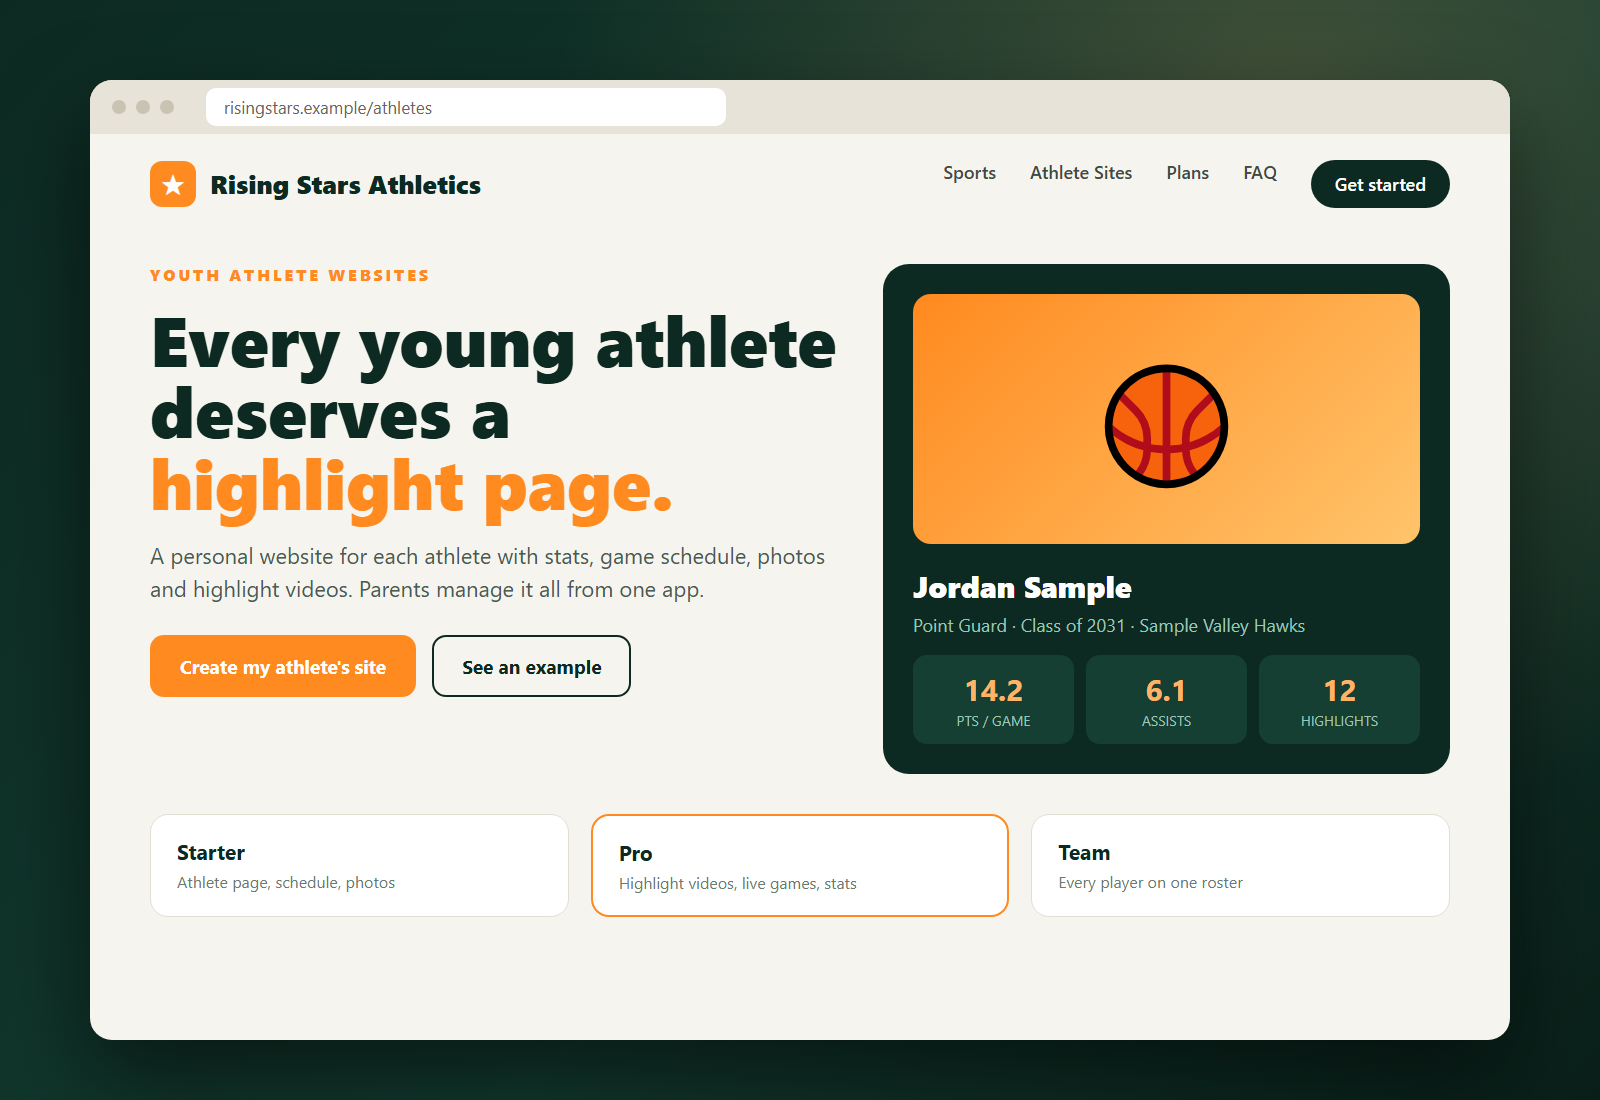 risingstars.example/athletes
Rising Stars Athletics
Sports
Athlete Sites
Plans
FAQ
Get started
YOUTH ATHLETE WEBSITES
Every young athlete
deserves a
highlight page.
A personal website for each athlete with stats, game schedule, photos
and highlight videos. Parents manage it all from one app.
Create my athlete's site
See an example
Jordan Sample
Point Guard · Class of 2031 · Sample Valley Hawks
14.2
PTS / GAME
6.1
ASSISTS
12
HIGHLIGHTS
Starter
Athlete page, schedule, photos
Pro
Highlight videos, live games, stats
Team
Every player on one roster